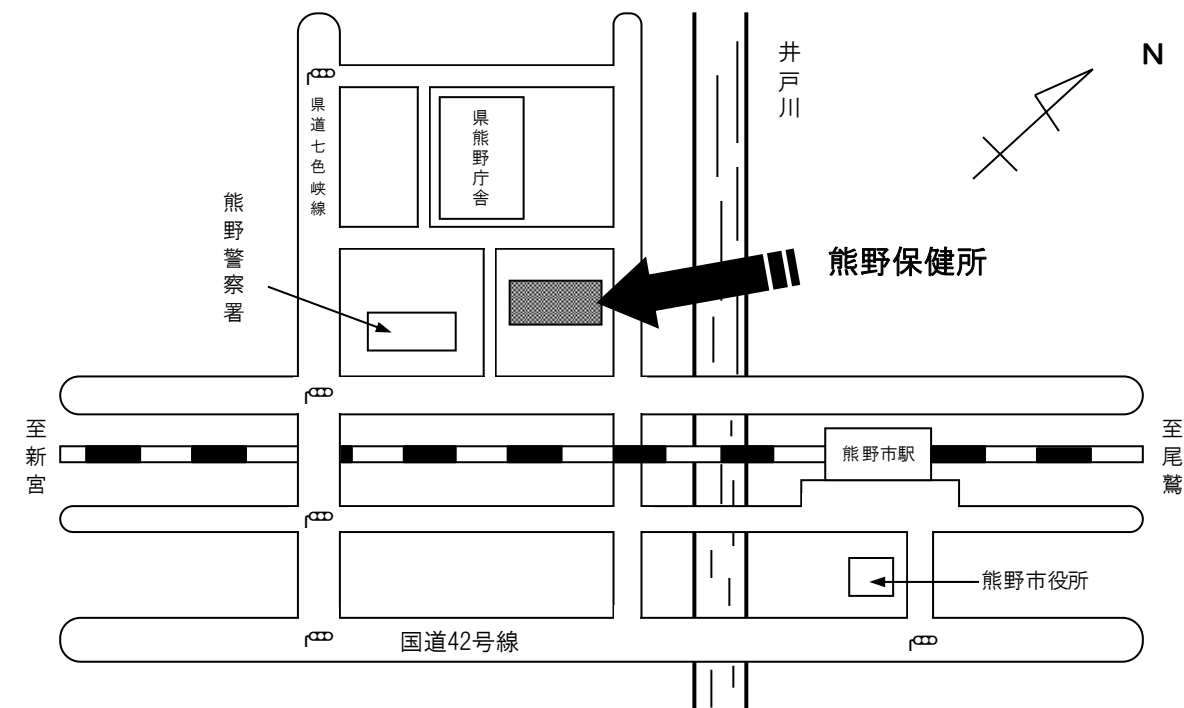 井戸川
N
県道七色峡線
県熊野庁舎
熊野警察署
熊野保健所
至新宮
熊野市駅
至尾鷲
熊野市役所
国道42号線